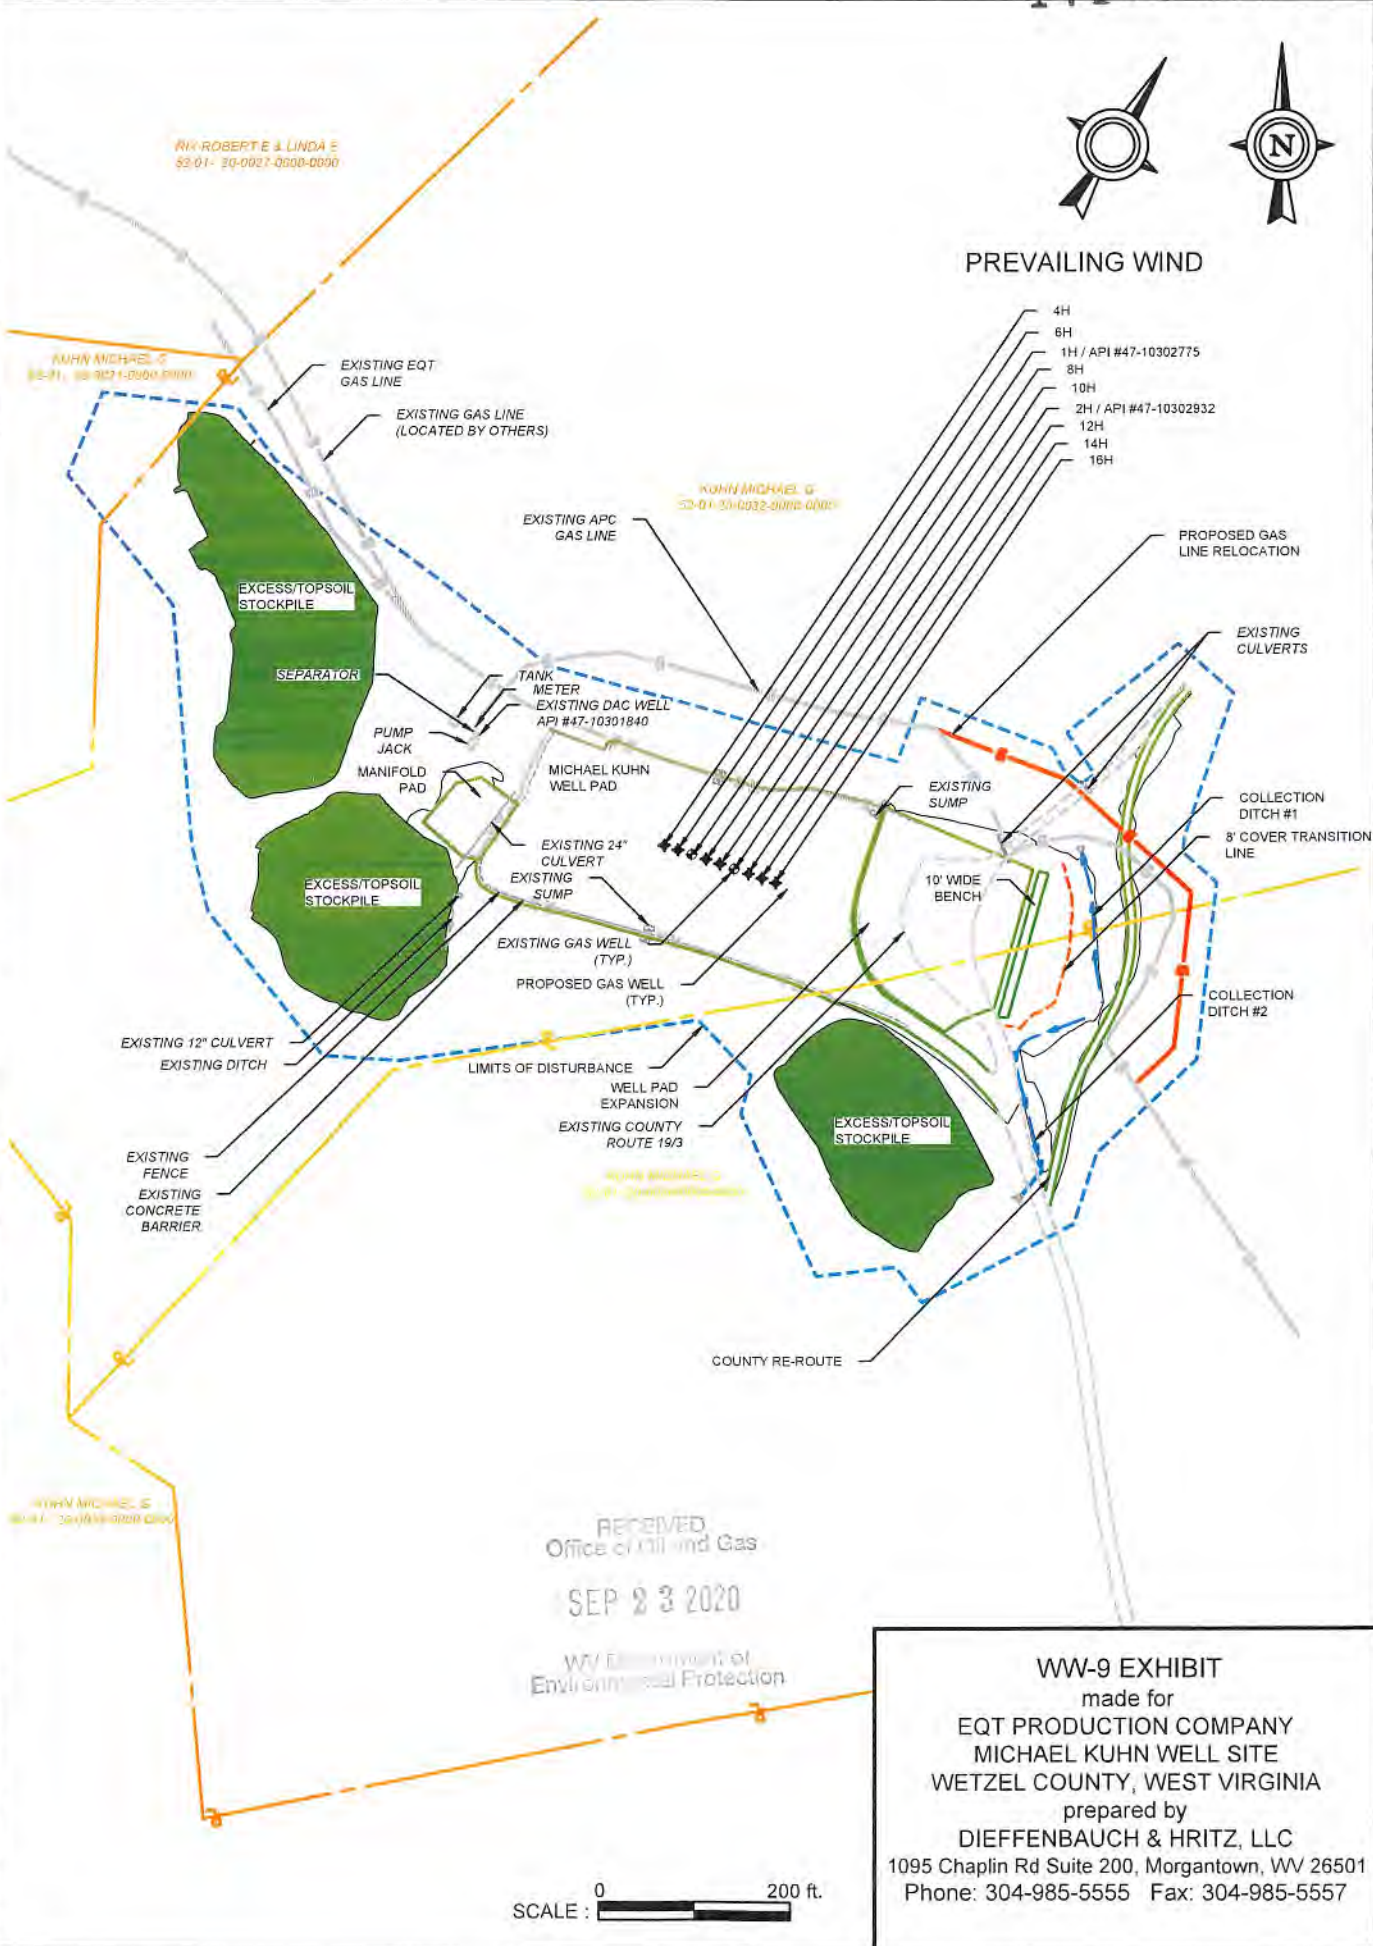 N
PREVAILING WIND
RIX ROBERT E & LINDA E
KUHN MICHAEL G
4H
6H
1H / API #47-10302775
8H
10H
2H / API #47-10302932
12H
14H
16H
EXISTING EQT
GAS LINE
EXISTING GAS LINE
(LOCATED BY OTHERS)
KUHN MICHAEL G
EXISTING APC
GAS LINE
PROPOSED GAS
LINE RELOCATION
EXISTING
CULVERTS
EXCESS/TOPSOIL
STOCKPILE
SEPARATOR
TANK
METER
EXISTING DAC WELL
API #47-10301840
PUMP
JACK
MANIFOLD
PAD
MICHAEL KUHN
WELL PAD
EXISTING
SUMP
COLLECTION
DITCH #1
8' COVER TRANSITION
LINE
EXISTING 24"
CULVERT
EXISTING
SUMP
10' WIDE
BENCH
EXCESS/TOPSOIL
STOCKPILE
EXISTING GAS WELL
(TYP.)
PROPOSED GAS WELL
(TYP.)
COLLECTION
DITCH #2
EXISTING 12" CULVERT
EXISTING DITCH
LIMITS OF DISTURBANCE
WELL PAD
EXPANSION
EXISTING COUNTY
ROUTE 19/3
EXCESS/TOPSOIL
STOCKPILE
EXISTING
FENCE
EXISTING
CONCRETE
BARRIER
COUNTY RE-ROUTE
KUHN MICHAEL G
RECEIVED
Office of Oil and Gas
SEP 23 2020
WV Department of
Environmental Protection
WW-9 EXHIBIT
made for
EQT PRODUCTION COMPANY
MICHAEL KUHN WELL SITE
WETZEL COUNTY, WEST VIRGINIA
prepared by
DIEFFENBAUCH & HRITZ, LLC
1095 Chaplin Rd Suite 200, Morgantown, WV 26501
Phone: 304-985-5555 Fax: 304-985-5557
0 200 ft.
SCALE :